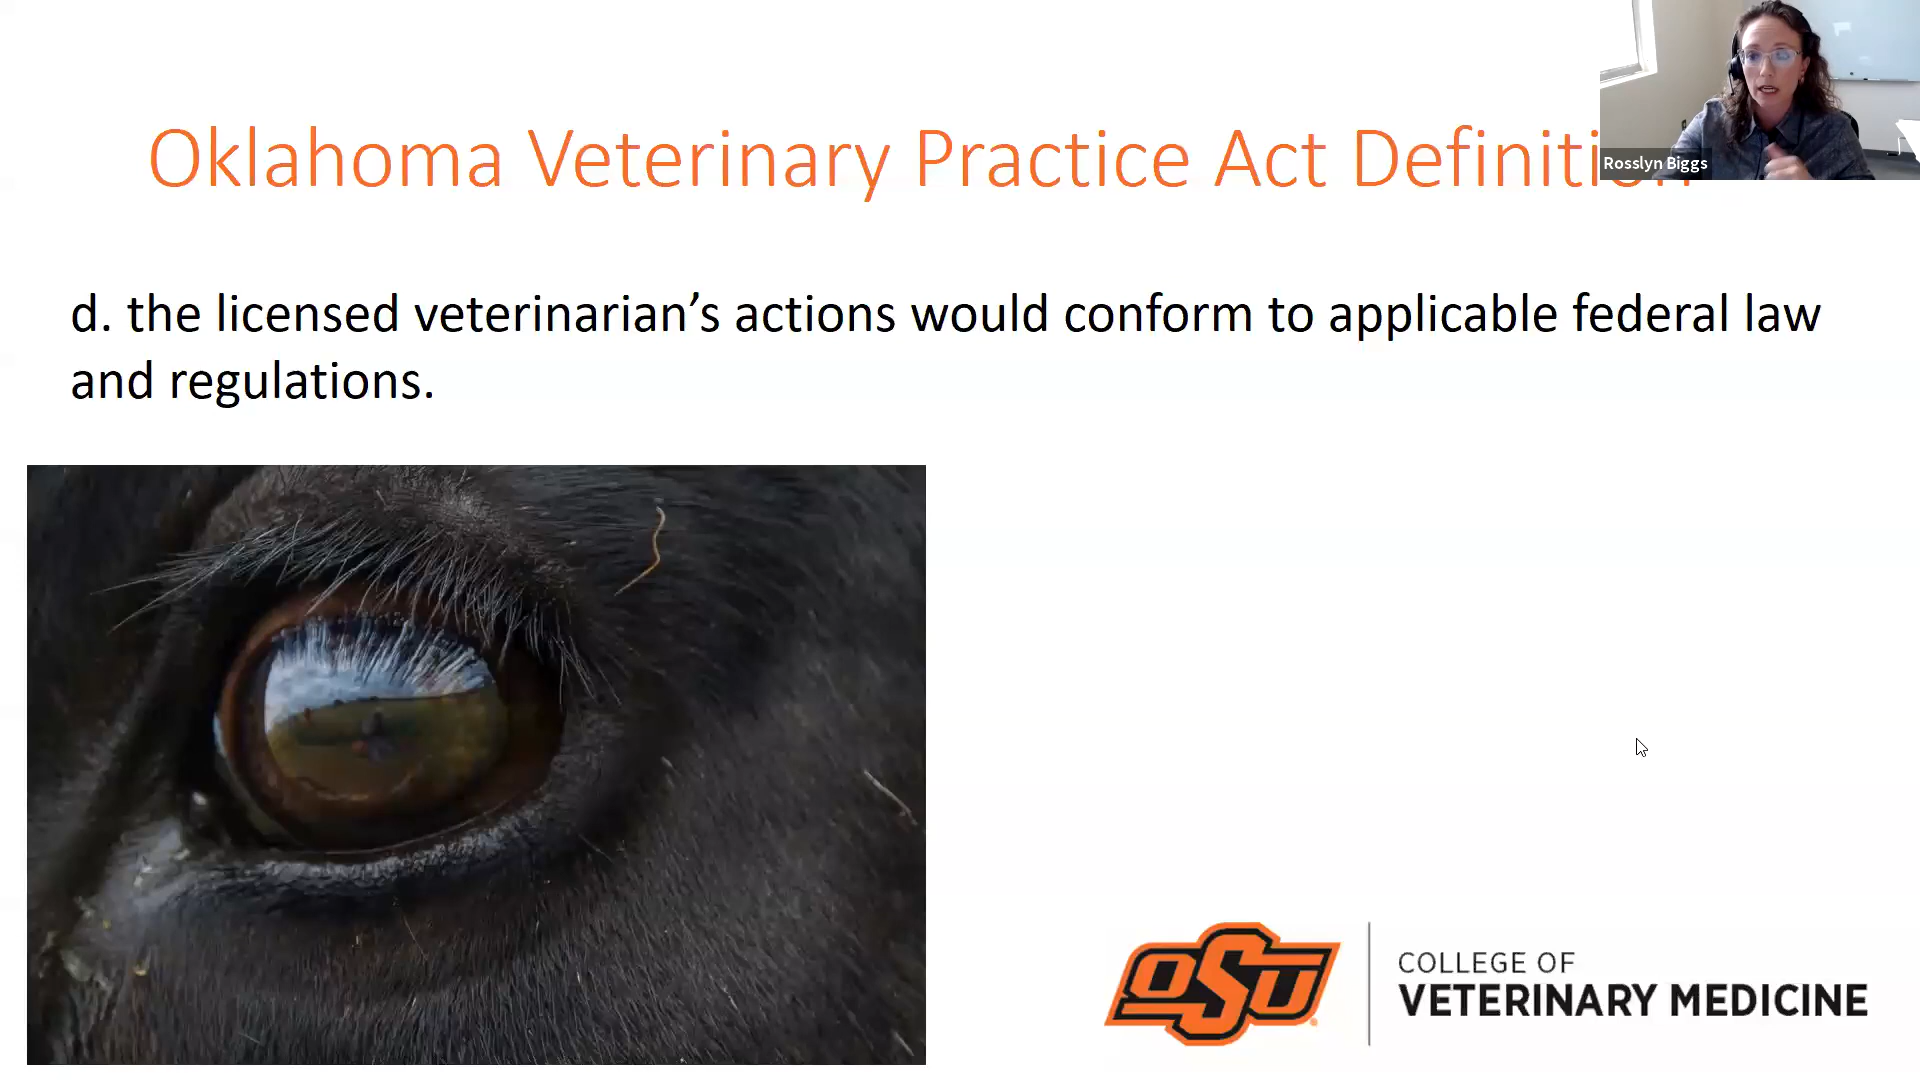 Oklahoma Veterinary Practice Act Definition
Rosslyn Biggs
d. the licensed veterinarian’s actions would conform to applicable federal law
and regulations.
OSU
COLLEGE OF
VETERINARY MEDICINE